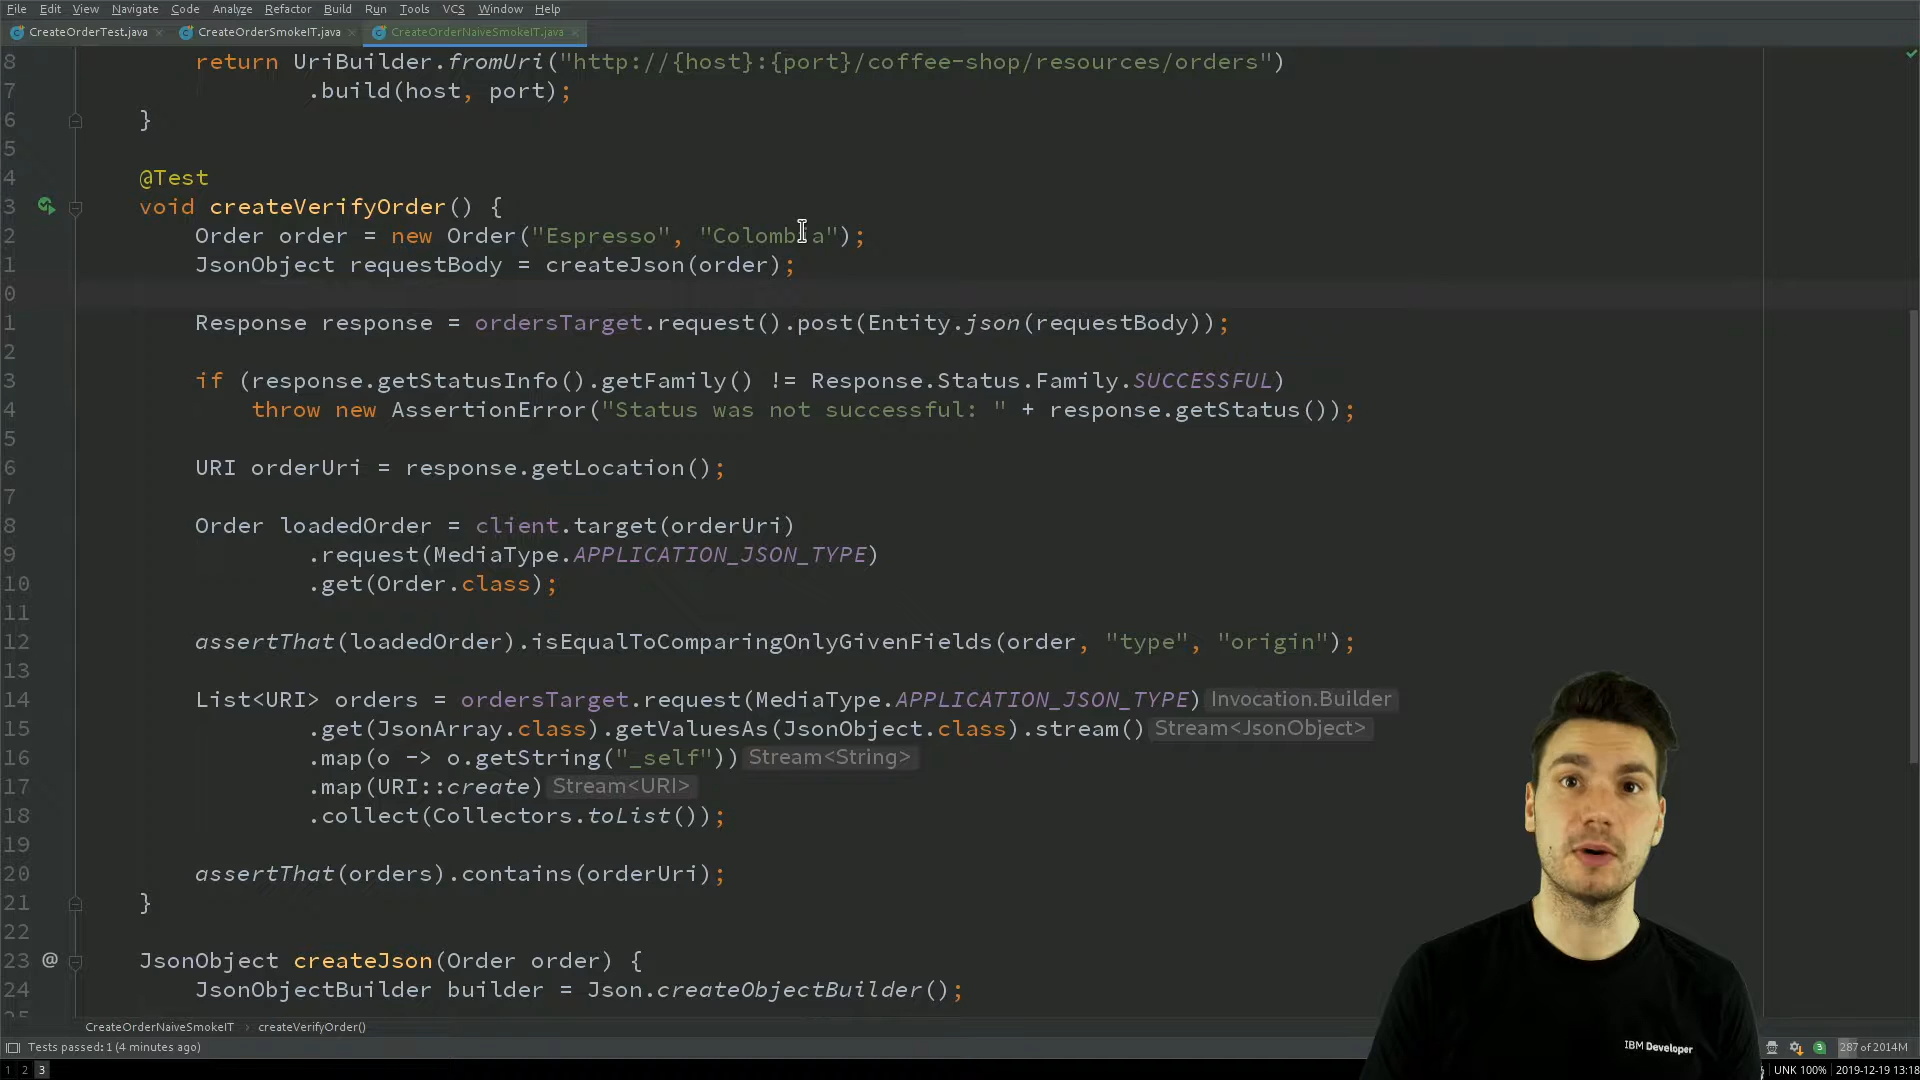 File Edit View Navigate Code Analyze Refactor Build Run Tools VCS Window Help
CreateOrderTest.java × CreateOrderSmokeIT.java × CreateOrderNaiveSmokeIT.java ×
8 return UriBuilder.fromUri("http://{host}:{port}/coffee-shop/resources/orders")
7 .build(host, port);
6 }
5
4 @Test
3 void createVerifyOrder() {
2 Order order = new Order("Espresso", "Colombia");
1 JsonObject requestBody = createJson(order);
0
1 Response response = ordersTarget.request().post(Entity.json(requestBody));
2
3 if (response.getStatusInfo().getFamily() != Response.Status.Family.SUCCESSFUL)
4 throw new AssertionError("Status was not successful: " + response.getStatus());
5
6 URI orderUri = response.getLocation();
7
8 Order loadedOrder = client.target(orderUri)
9 .request(MediaType.APPLICATION_JSON_TYPE)
10 .get(Order.class);
11
12 assertThat(loadedOrder).isEqualToComparingOnlyGivenFields(order, "type", "origin");
13
14 List<URI> orders = ordersTarget.request(MediaType.APPLICATION_JSON_TYPE) Invocation.Builder
15 .get(JsonArray.class).getValuesAs(JsonObject.class).stream() Stream<JsonObject>
16 .map(o -> o.getString("_self")) Stream<String>
17 .map(URI::create) Stream<URI>
18 .collect(Collectors.toList());
19
20 assertThat(orders).contains(orderUri);
21 }
22
23 @ JsonObject createJson(Order order) {
24 JsonObjectBuilder builder = Json.createObjectBuilder();
CreateOrderNaiveSmokeIT › createVerifyOrder()
IBM Developer
Tests passed: 1 (4 minutes ago) 3 287 of 2014M
1 2 3 UNK 100% 2019-12-19 13:18